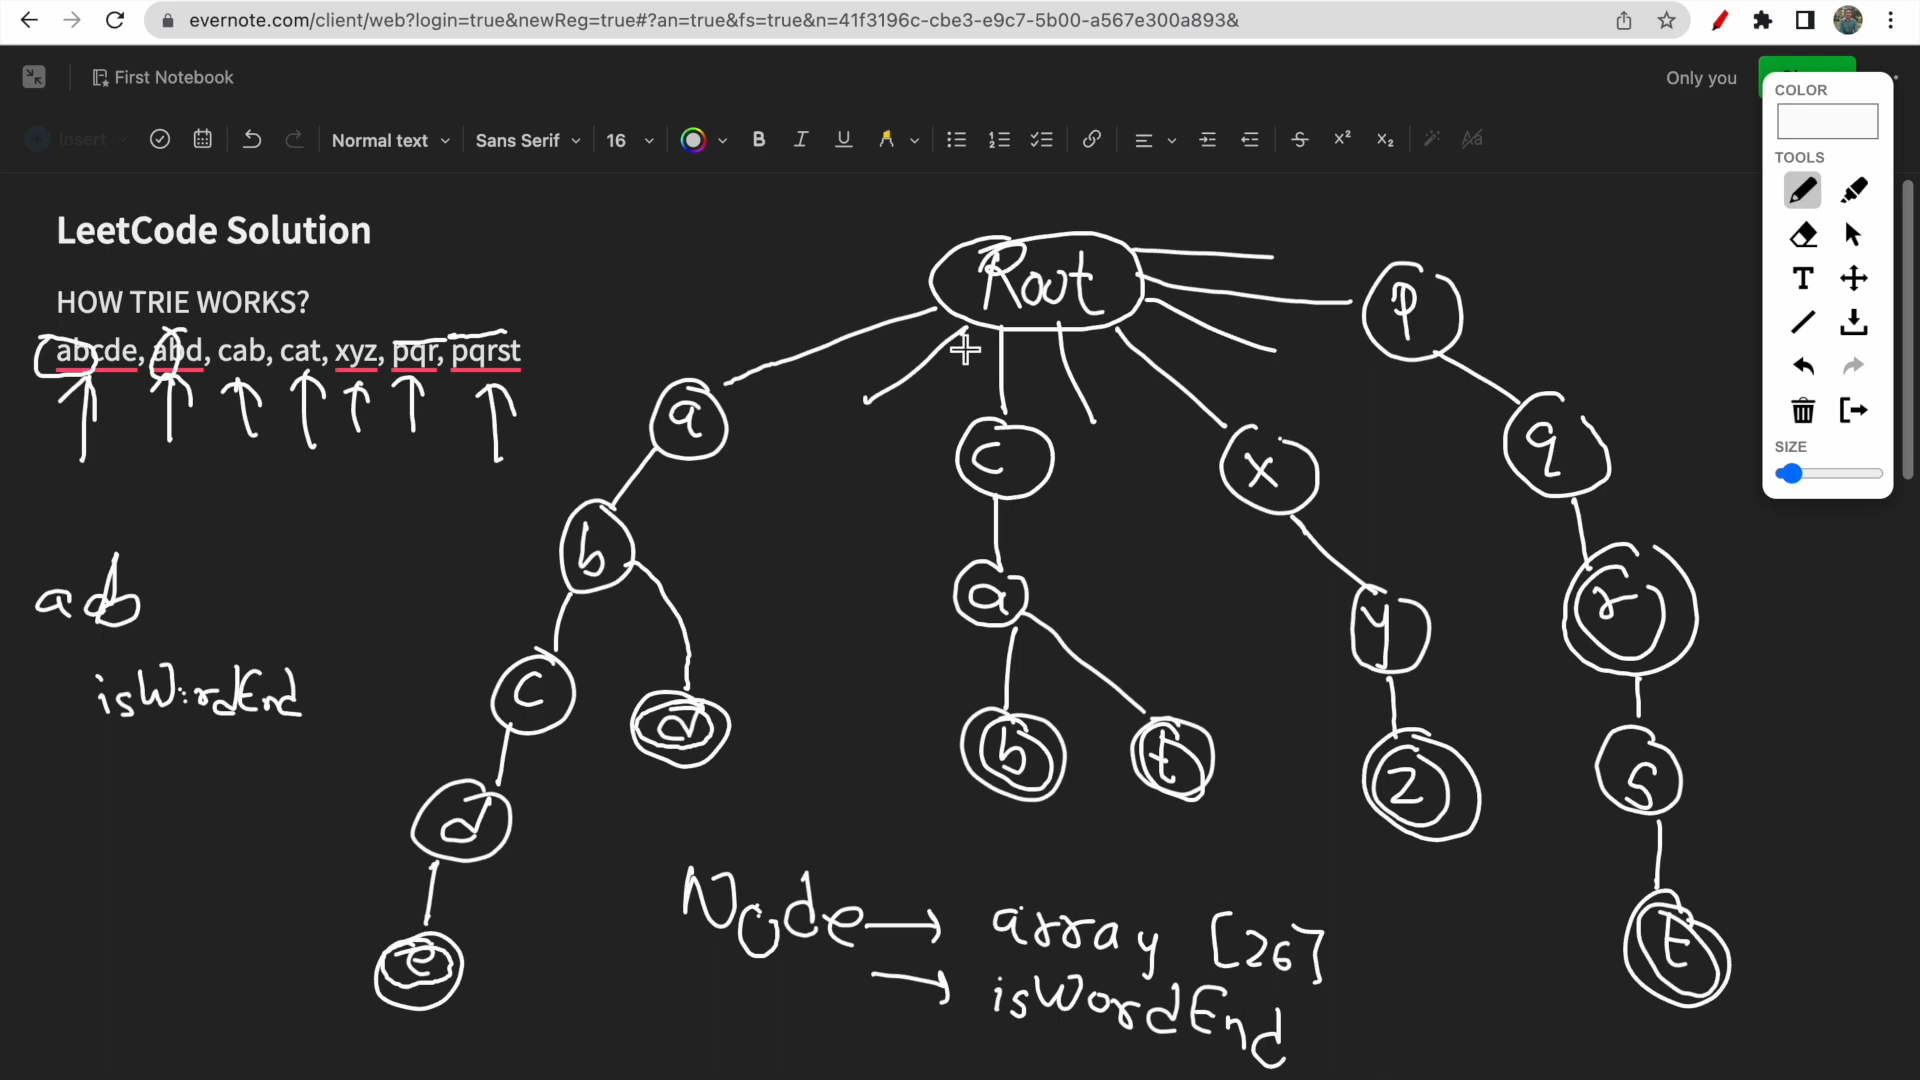 evernote.com/client/web?login=true&newReg=true#?an=true&fs=true&n=41f3196c-cbe3-e9c7-5b00-a567e300a893&
First Notebook
Only you
Insert
Normal text
Sans Serif
16
B I U
COLOR
TOOLS
T
SIZE
LeetCode Solution
HOW TRIE WORKS?
abcde, abd, cab, cat, xyz, pqr, pqrst
Root
p
a
c
x
q
b
a
y
r
adb
isWordEnd
c
d
b
t
z
s
d
e
t
Node → array [26]
→ isWordEnd